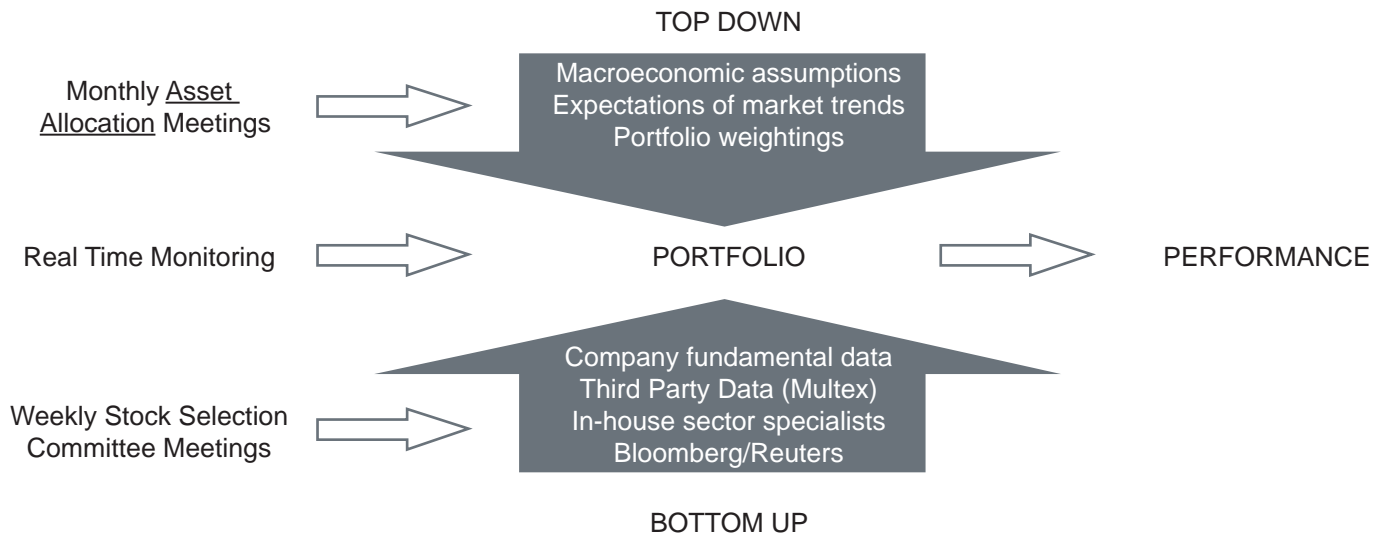 TOP DOWN
Macroeconomic assumptions
Expectations of market trends
Portfolio weightings
Monthly Asset
Allocation Meetings
Real Time Monitoring
PORTFOLIO
PERFORMANCE
Company fundamental data
Third Party Data (Multex)
In-house sector specialists
Bloomberg/Reuters
Weekly Stock Selection
Committee Meetings
BOTTOM UP